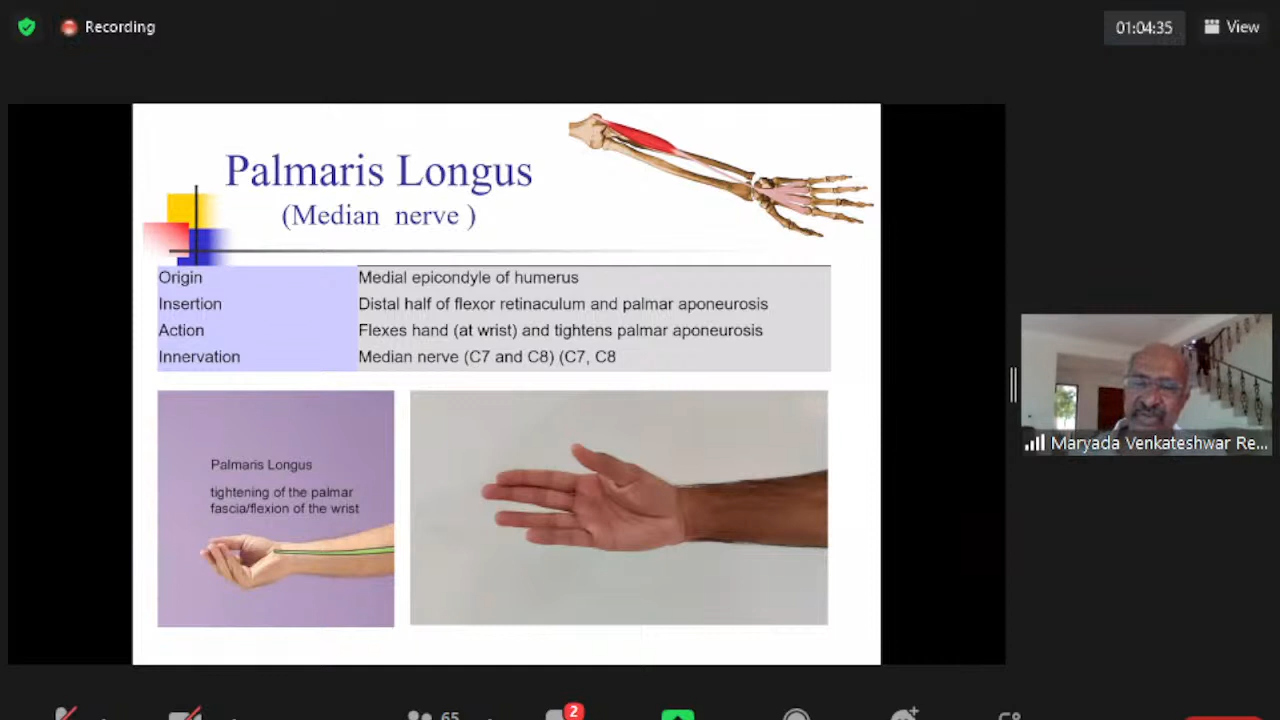 Recording
01:04:35
View
Palmaris Longus
(Median nerve )
Origin Medial epicondyle of humerus
Insertion Distal half of flexor retinaculum and palmar aponeurosis
Action Flexes hand (at wrist) and tightens palmar aponeurosis
Innervation Median nerve (C7 and C8) (C7, C8
Palmaris Longus
tightening of the palmar
fascia/flexion of the wrist
Maryada Venkateshwar Re...
65
2